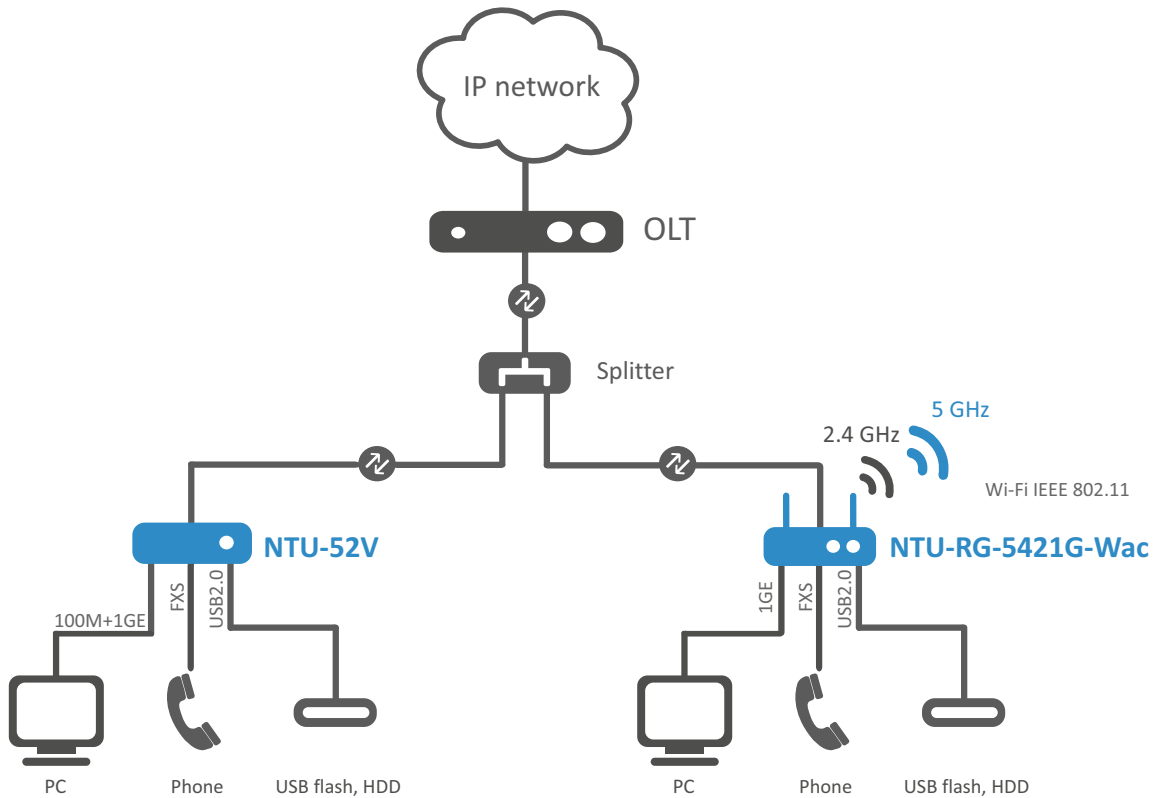 IP network
OLT
Splitter
5 GHz
2.4 GHz
Wi-Fi IEEE 802.11
NTU-52V
NTU-RG-5421G-Wac
100M+1GE
FXS
USB2.0
1GE
FXS
USB2.0
PC
Phone
USB flash, HDD
PC
Phone
USB flash, HDD